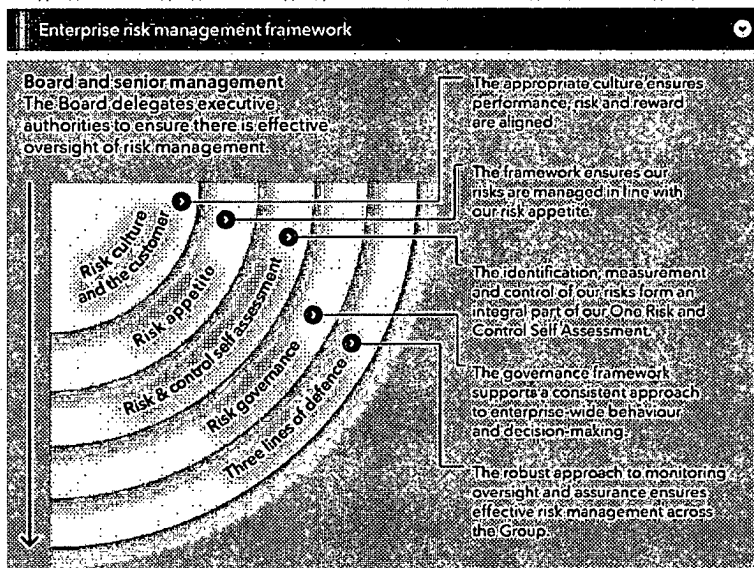 Enterprise risk management framework
Board and senior management
The Board delegates executive
authorities to ensure there is effective
oversight of risk management.
Risk culture
and the customer
Risk appetite
Risk & control self assessment
Risk governance
Three lines of defence
The appropriate culture ensures
performance, risk and reward
are aligned.
The framework ensures our
risks are managed in line with
our risk appetite.
The identification, measurement
and control of our risks form an
integral part of our One Risk and
Control Self Assessment.
The governance framework
supports a consistent approach
to enterprise-wide behaviour
and decision-making.
The robust approach to monitoring
oversight and assurance ensures
effective risk management across
the Group.